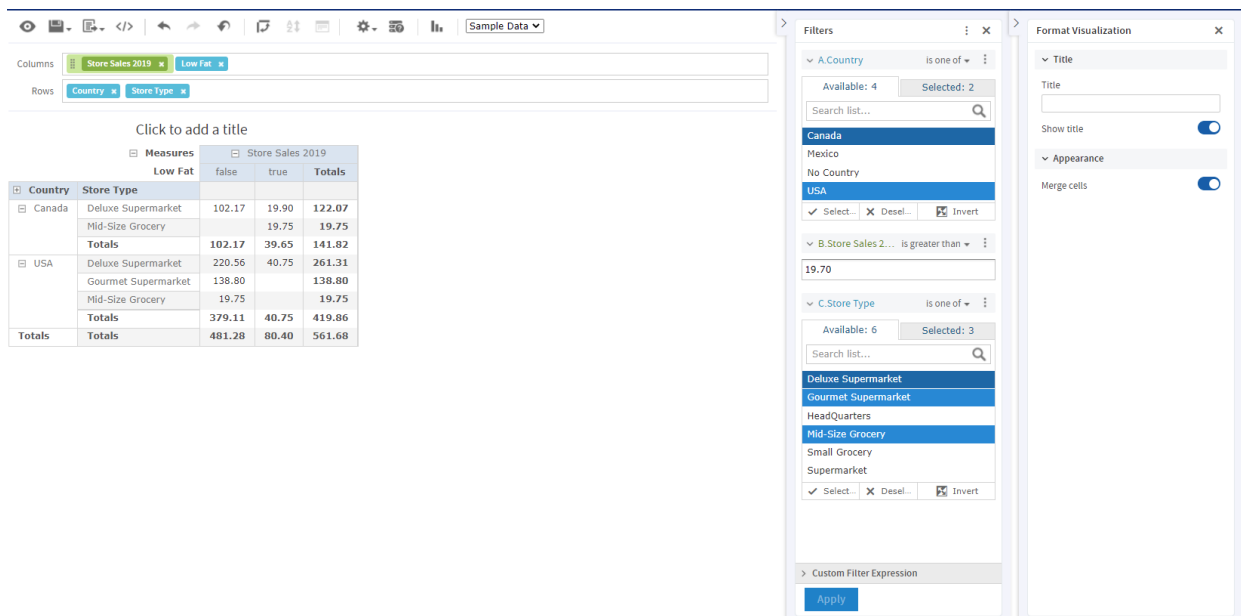 </> Sample Data
Columns Store Sales 2019 x Low Fat x
Rows Country x Store Type x
Click to add a title
Measures Store Sales 2019
Low Fat false true Totals
Country Store Type
Canada Deluxe Supermarket 102.17 19.90 122.07
Mid-Size Grocery 19.75 19.75
Totals 102.17 39.65 141.82
USA Deluxe Supermarket 220.56 40.75 261.31
Gourmet Supermarket 138.80 138.80
Mid-Size Grocery 19.75 19.75
Totals 379.11 40.75 419.86
Totals Totals 481.28 80.40 561.68
Filters
A.Country is one of
Available: 4 Selected: 2
Search list...
Canada
Mexico
No Country
USA
Select... Desel... Invert
B.Store Sales 2... is greater than
19.70
C.Store Type is one of
Available: 6 Selected: 3
Search list...
Deluxe Supermarket
Gourmet Supermarket
HeadQuarters
Mid-Size Grocery
Small Grocery
Supermarket
Select... Desel... Invert
Custom Filter Expression
Apply
Format Visualization
Title
Title
Show title
Appearance
Merge cells